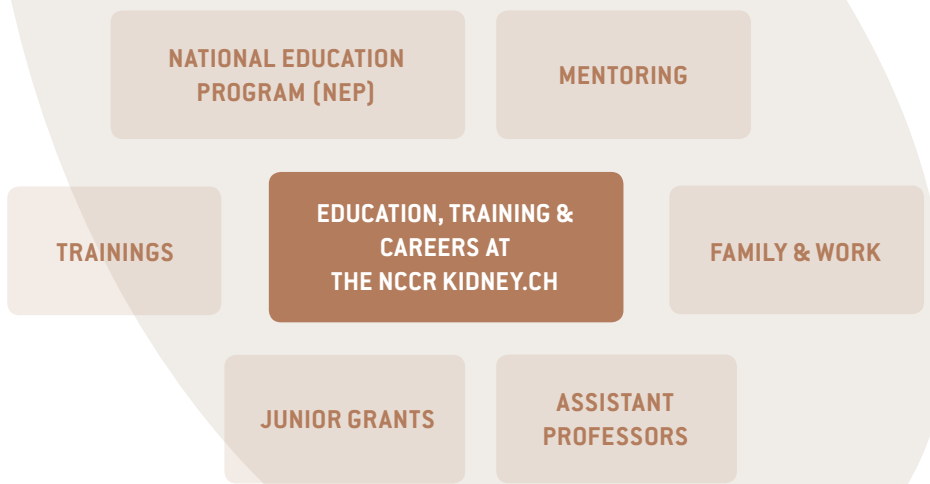 NATIONAL EDUCATION
PROGRAM (NEP)
MENTORING
TRAININGS
EDUCATION, TRAINING &
CAREERS AT
THE NCCR KIDNEY.CH
FAMILY & WORK
JUNIOR GRANTS
ASSISTANT
PROFESSORS